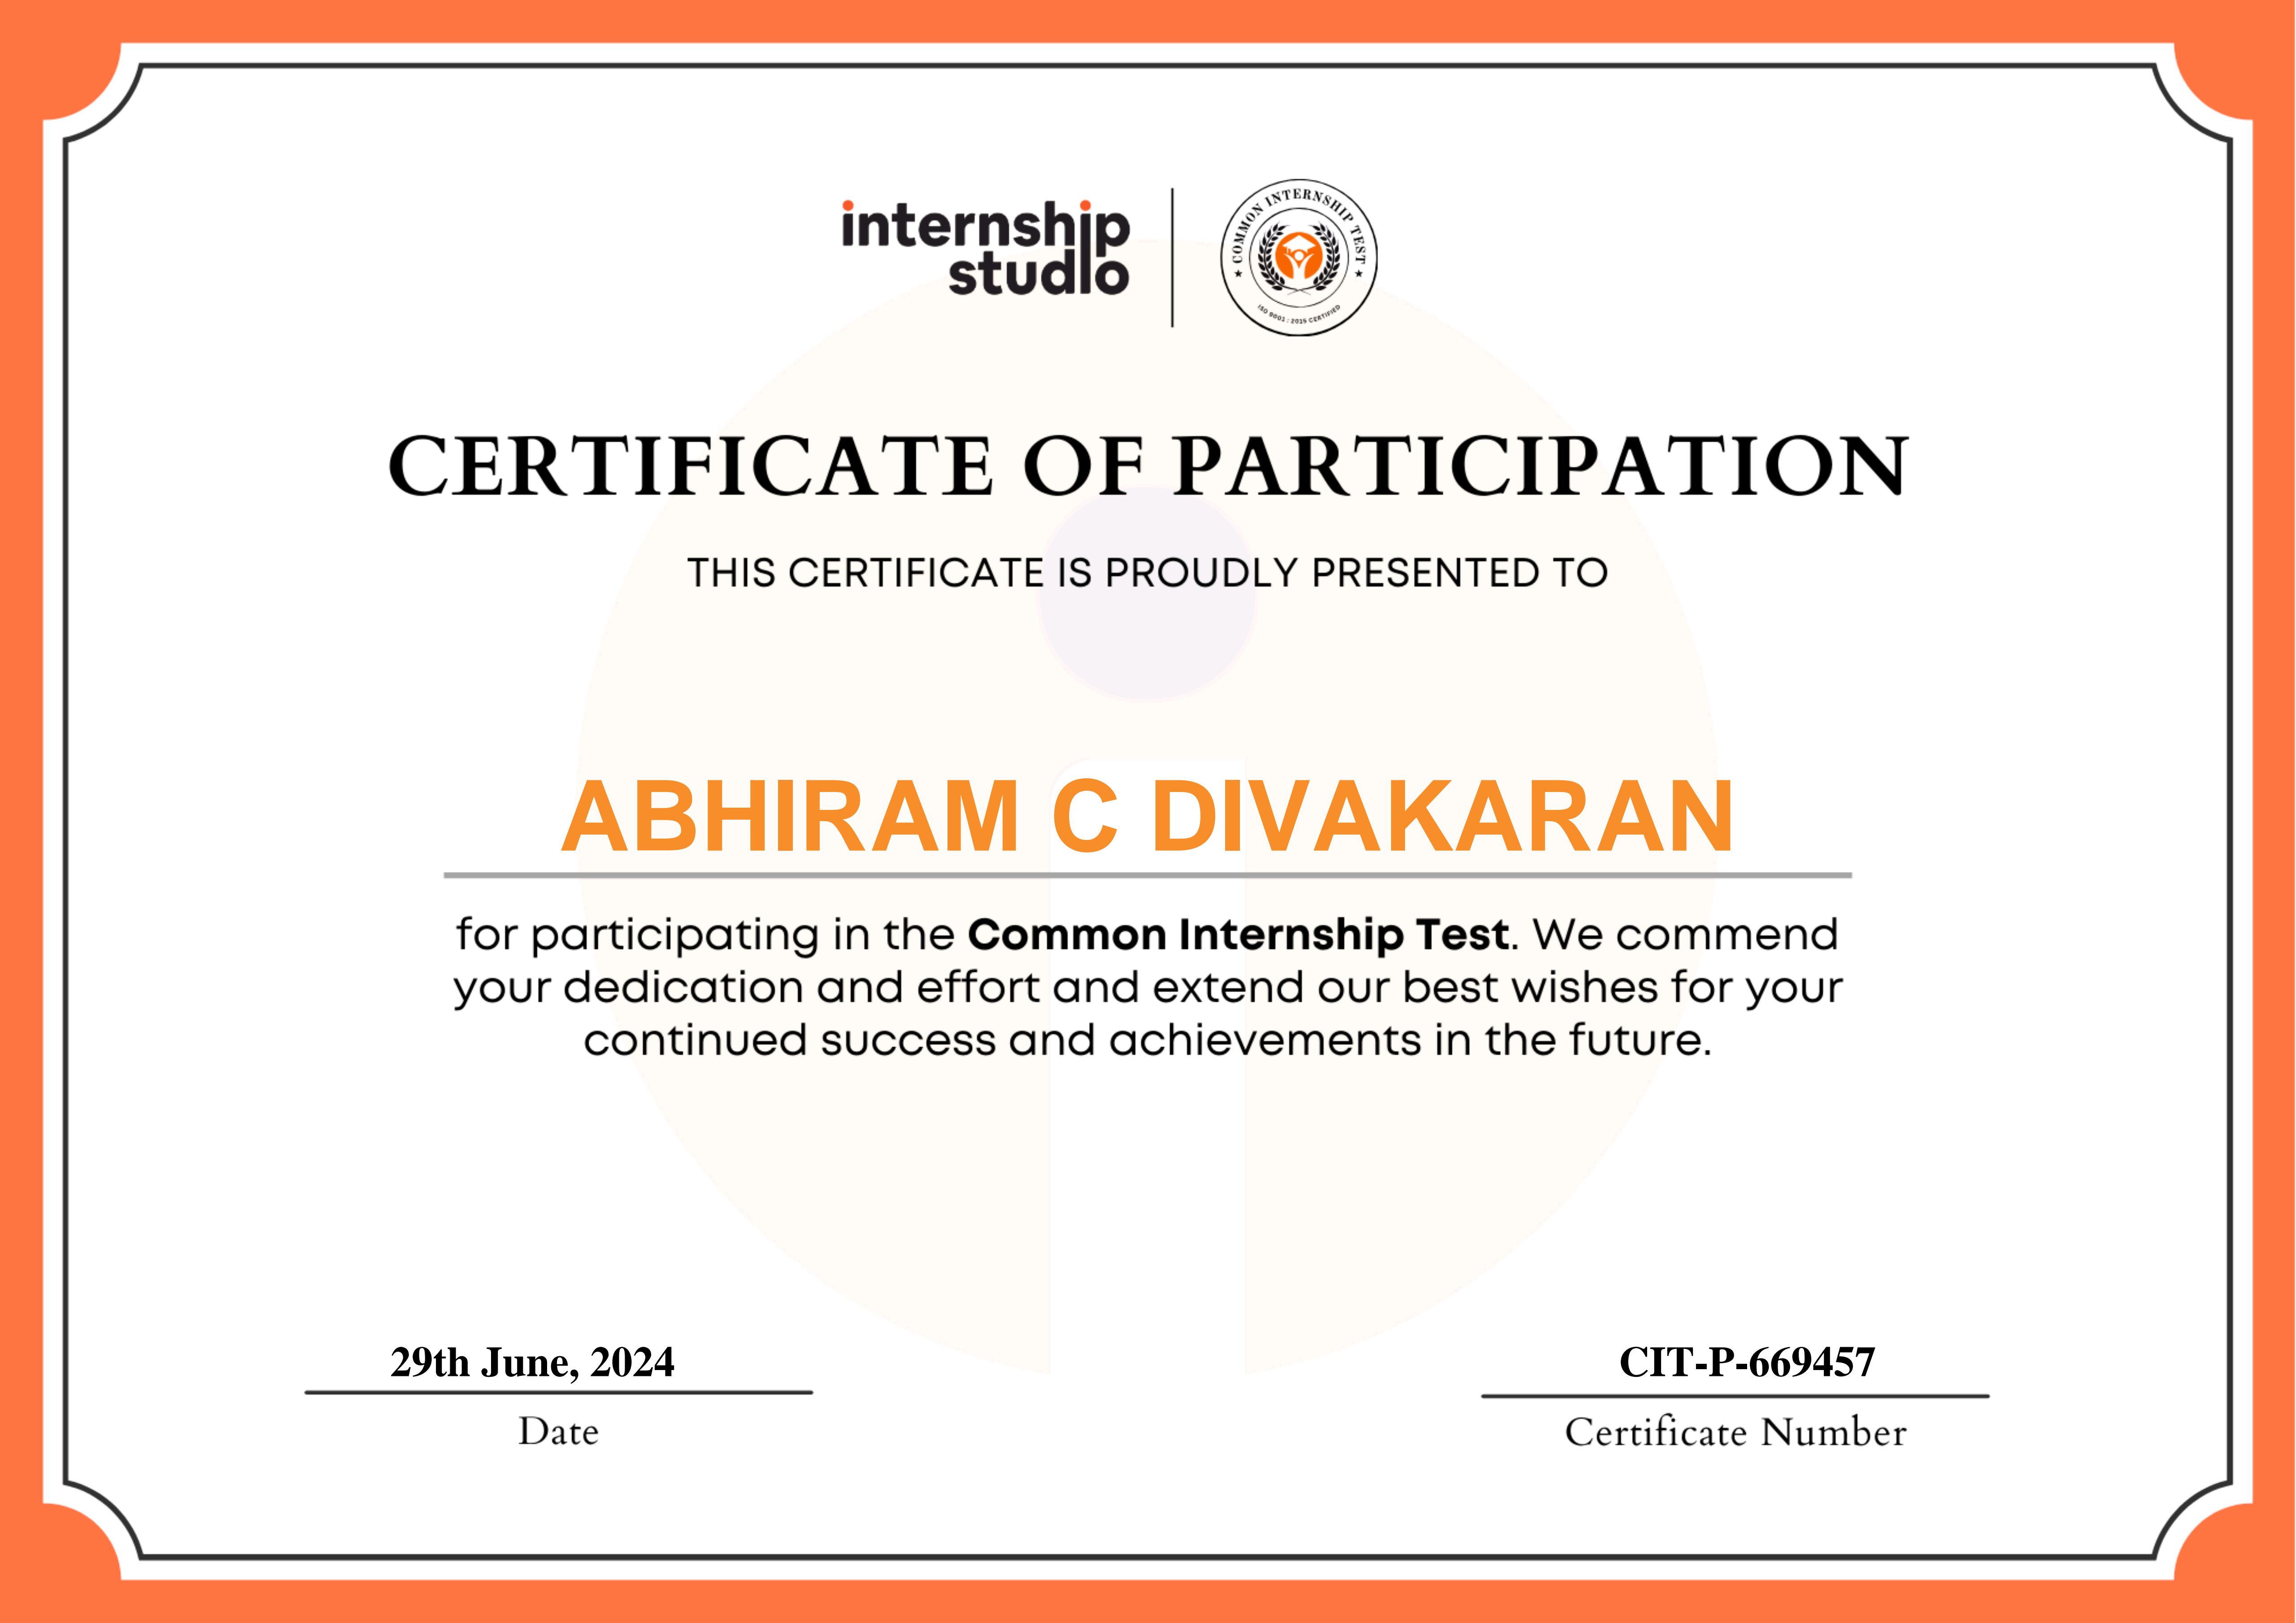 internship
studio
★ COMMON INTERNSHIP TEST ★
ISO 9001 : 2015 CERTIFIED
CERTIFICATE OF PARTICIPATION
THIS CERTIFICATE IS PROUDLY PRESENTED TO
ABHIRAM C DIVAKARAN
for participating in the Common Internship Test. We commend
your dedication and effort and extend our best wishes for your
continued success and achievements in the future.
29th June, 2024
Date
CIT-P-669457
Certificate Number